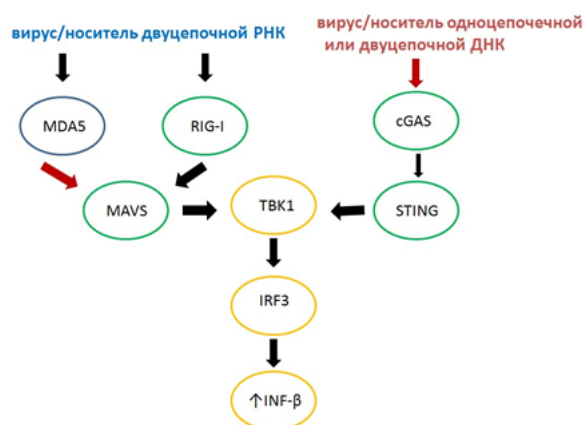 вирус/носитель двуцепочной РНК
вирус/носитель одноцепочечной
или двуцепочной ДНК
MDA5
RIG-I
cGAS
MAVS
TBK1
STING
IRF3
↑INF-β